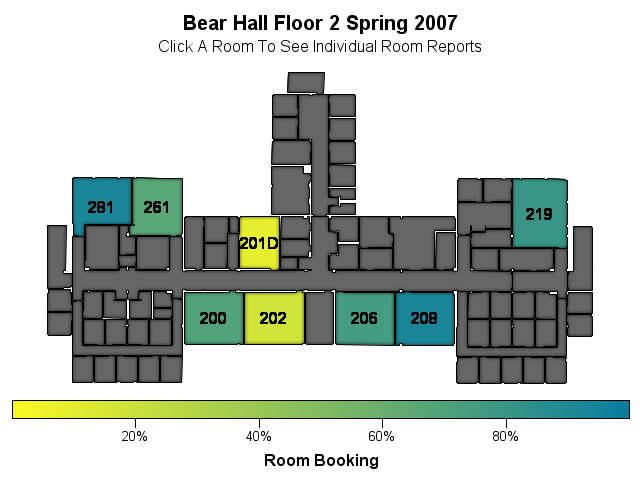 Bear Hall Floor 2 Spring 2007
Click A Room To See Individual Room Reports
281 261 219
201D
200 202 206 208
20% 40% 60% 80%
Room Booking